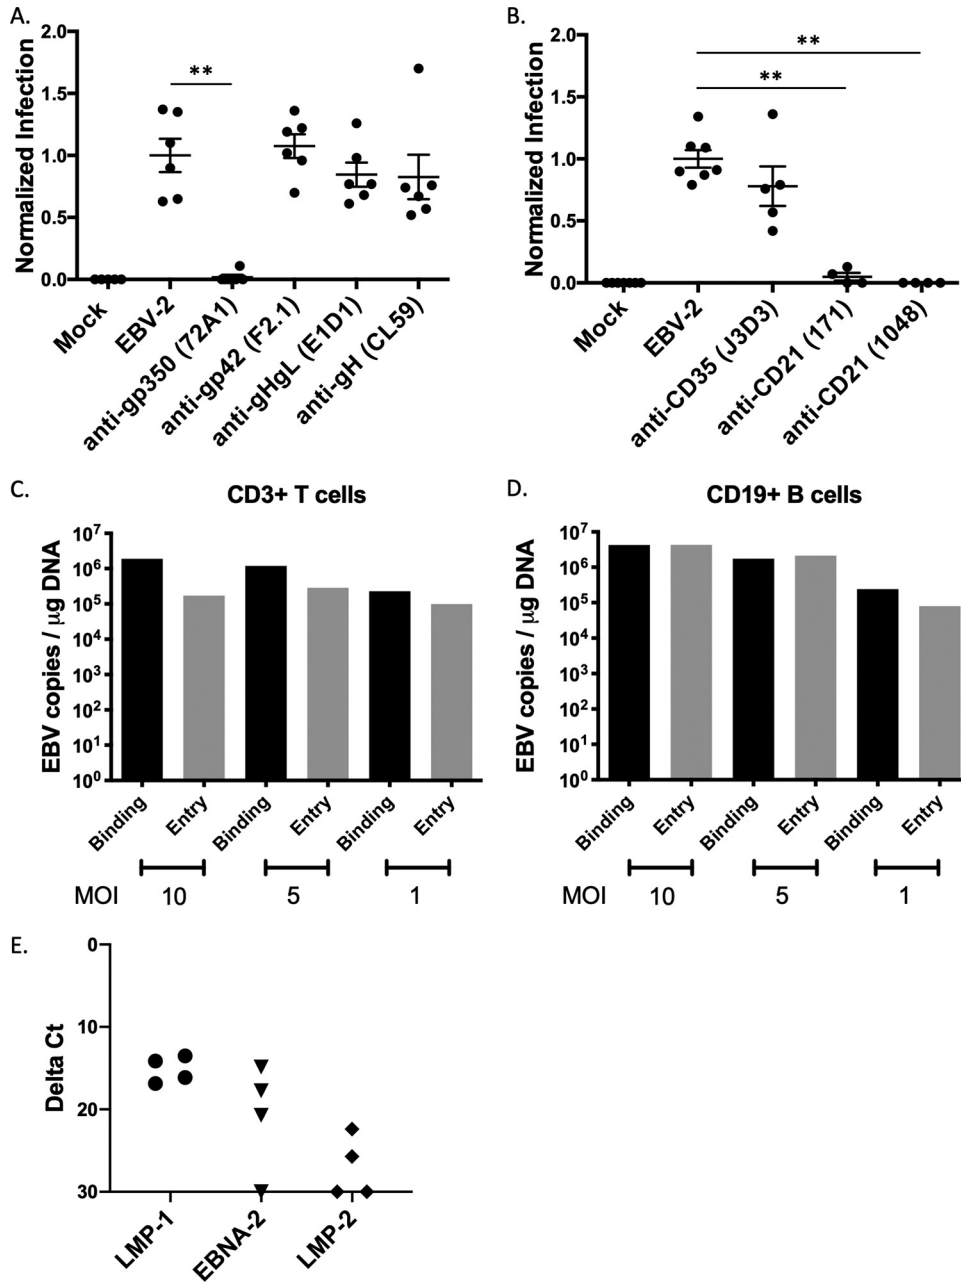 A.
Normalized Infection
2.0
1.5
1.0
0.5
0.0
**
Mock
EBV-2
anti-gp350 (72A1)
anti-gp42 (F2.1)
anti-gHgL (E1D1)
anti-gH (CL59)
B.
Normalized Infection
2.0
1.5
1.0
0.5
0.0
**
**
Mock
EBV-2
anti-CD35 (J3D3)
anti-CD21 (171)
anti-CD21 (1048)
C.
CD3+ T cells
EBV copies / μg DNA
10⁷
10⁶
10⁵
10⁴
10³
10²
10¹
10⁰
Binding
Entry
Binding
Entry
Binding
Entry
MOI 10 5 1
D.
CD19+ B cells
EBV copies / μg DNA
10⁷
10⁶
10⁵
10⁴
10³
10²
10¹
10⁰
Binding
Entry
Binding
Entry
Binding
Entry
MOI 10 5 1
E.
Delta Ct
0
10
20
30
LMP-1
EBNA-2
LMP-2